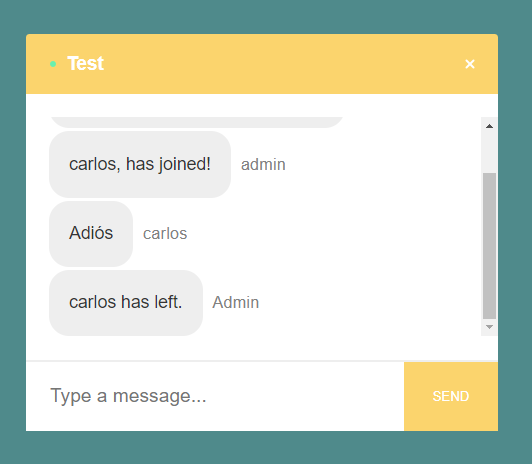 Test ×
carlos, has joined! admin
Adiós carlos
carlos has left. Admin
Type a message... SEND